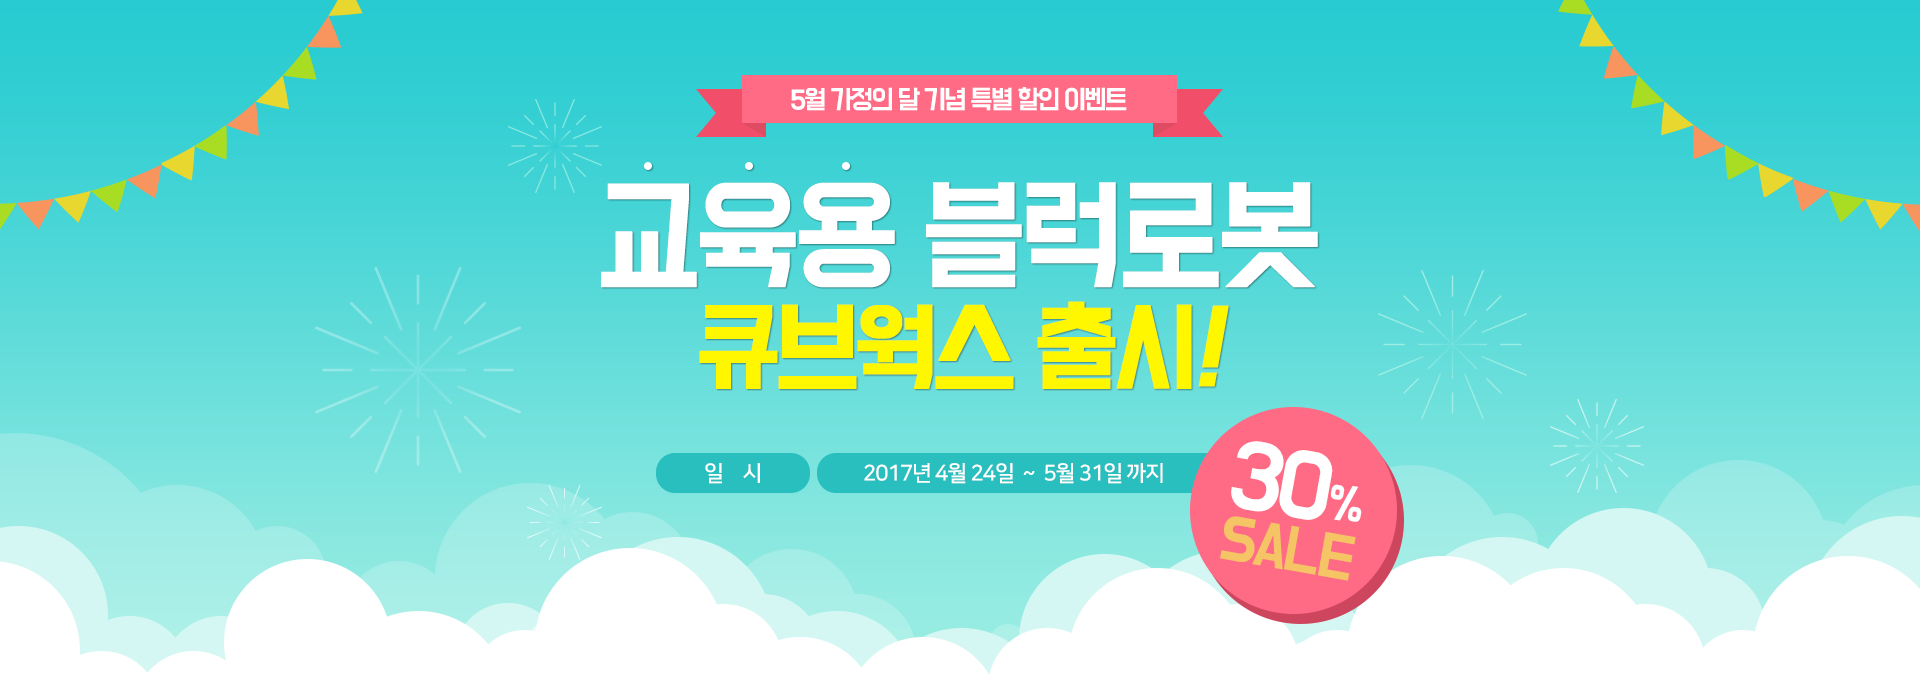 5월 가정의 달 기념 특별 할인 이벤트
교육용 블럭로봇
큐브웍스 출시!
일 시 2017년 4월 24일 ~ 5월 31일 까지
30%
SALE